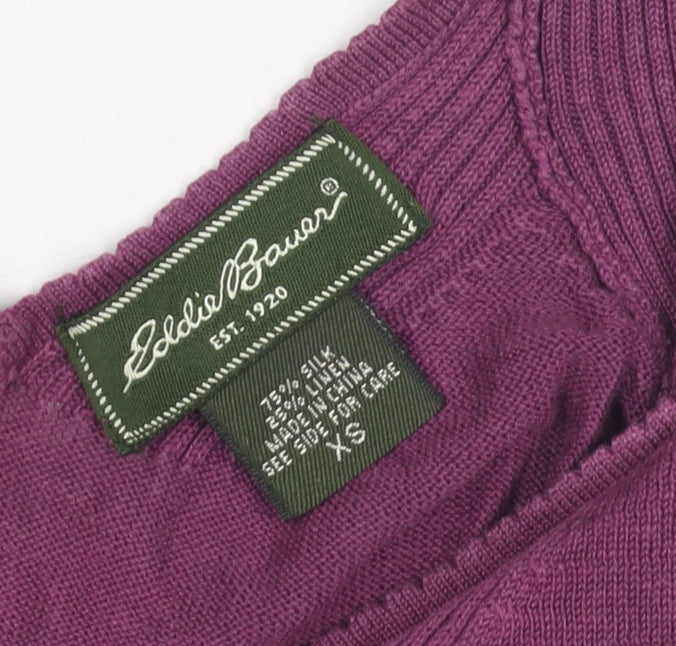 Eddie Bauer®
EST. 1920
75% SILK
25% LINEN
MADE IN CHINA
SEE SIDE FOR CARE
XS